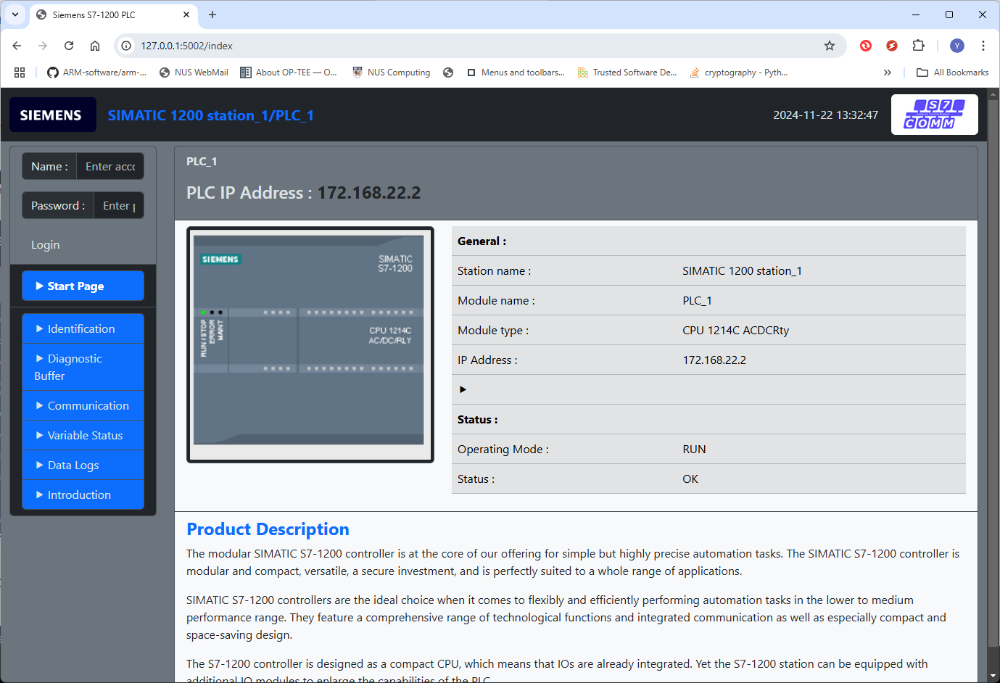 Siemens S7-1200 PLC
127.0.0.1:5002/index
Y
ARM-software/arm-...
NUS WebMail
About OP-TEE — O...
NUS Computing
Menus and toolbars...
Trusted Software De...
cryptography - Pyth...
All Bookmarks
SIEMENS
SIMATIC 1200 station_1/PLC_1
2024-11-22 13:32:47
S7
COMM
Name :
Enter acco
Password :
Enter p
Login
Start Page
Identification
Diagnostic
Buffer
Communication
Variable Status
Data Logs
Introduction
PLC_1
PLC IP Address : 172.168.22.2
SIEMENS
SIMATIC
S7-1200
RUN/STOP
ERROR
MAINT
CPU 1214C
AC/DC/RLY
General :
Station name : SIMATIC 1200 station_1
Module name : PLC_1
Module type : CPU 1214C ACDCRty
IP Address : 172.168.22.2
Status :
Operating Mode : RUN
Status : OK
Product Description
The modular SIMATIC S7-1200 controller is at the core of our offering for simple but highly precise automation tasks. The SIMATIC S7-1200 controller is
modular and compact, versatile, a secure investment, and is perfectly suited to a whole range of applications.
SIMATIC S7-1200 controllers are the ideal choice when it comes to flexibly and efficiently performing automation tasks in the lower to medium
performance range. They feature a comprehensive range of technological functions and integrated communication as well as especially compact and
space-saving design.
The S7-1200 controller is designed as a compact CPU, which means that IOs are already integrated. Yet the S7-1200 station can be equipped with
additional IO modules to enlarge the capabilities of the PLC